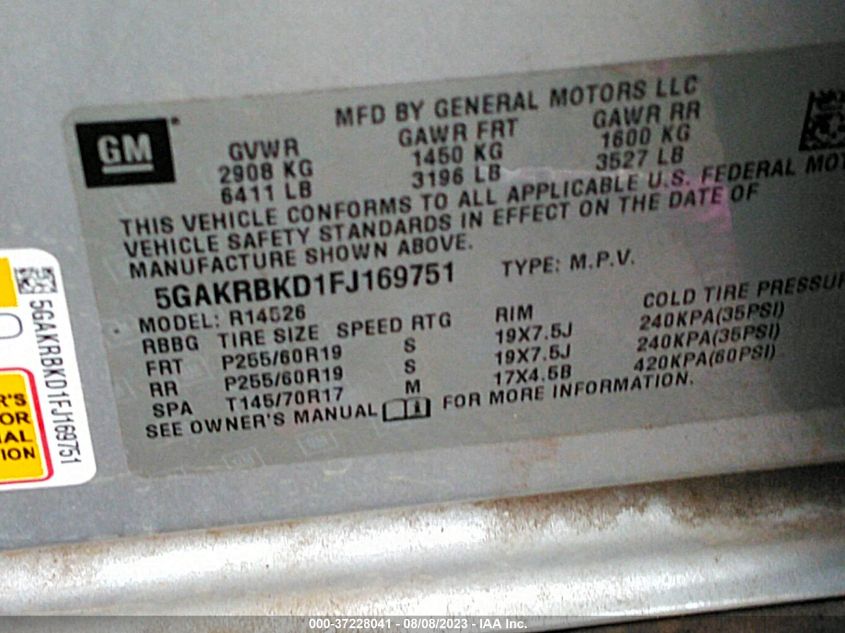 MFD BY GENERAL MOTORS LLC
GM
GVWR GAWR FRT GAWR RR
2908 KG 1450 KG 1600 KG
6411 LB 3196 LB 3527 LB
THIS VEHICLE CONFORMS TO ALL APPLICABLE U.S. FEDERAL MOT
VEHICLE SAFETY STANDARDS IN EFFECT ON THE DATE OF
MANUFACTURE SHOWN ABOVE.
5GAKRBKD1FJ169751 TYPE: M.P.V.
MODEL: R14526
RBBG TIRE SIZE SPEED RTG RIM COLD TIRE PRESSUR
FRT P255/60R19 S 19X7.5J 240KPA(35PSI)
RR P255/60R19 S 19X7.5J 240KPA(35PSI)
SPA T145/70R17 M 17X4.5B 420KPA(60PSI)
SEE OWNER'S MANUAL FOR MORE INFORMATION.
5GAKRBKD1FJ169751
R'S
OR
IAL
ION
000-37228041 - 08/08/2023 - IAA Inc.